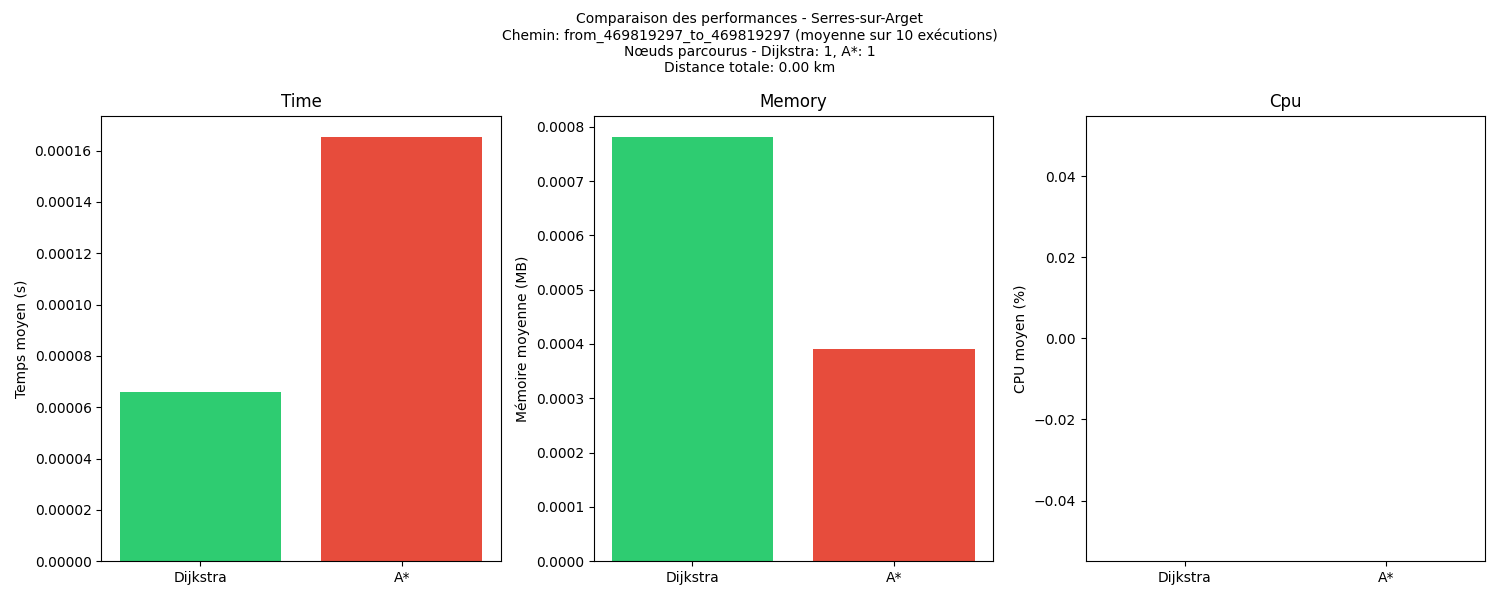 Comparaison des performances - Serres-sur-Arget
Chemin: from_469819297_to_469819297 (moyenne sur 10 exécutions)
Nœuds parcourus - Dijkstra: 1, A*: 1
Distance totale: 0.00 km
Time
Temps moyen (s)
0.00016
0.00014
0.00012
0.00010
0.00008
0.00006
0.00004
0.00002
0.00000
Dijkstra
A*
Memory
Mémoire moyenne (MB)
0.0008
0.0007
0.0006
0.0005
0.0004
0.0003
0.0002
0.0001
0.0000
Dijkstra
A*
Cpu
CPU moyen (%)
0.04
0.02
0.00
−0.02
−0.04
Dijkstra
A*